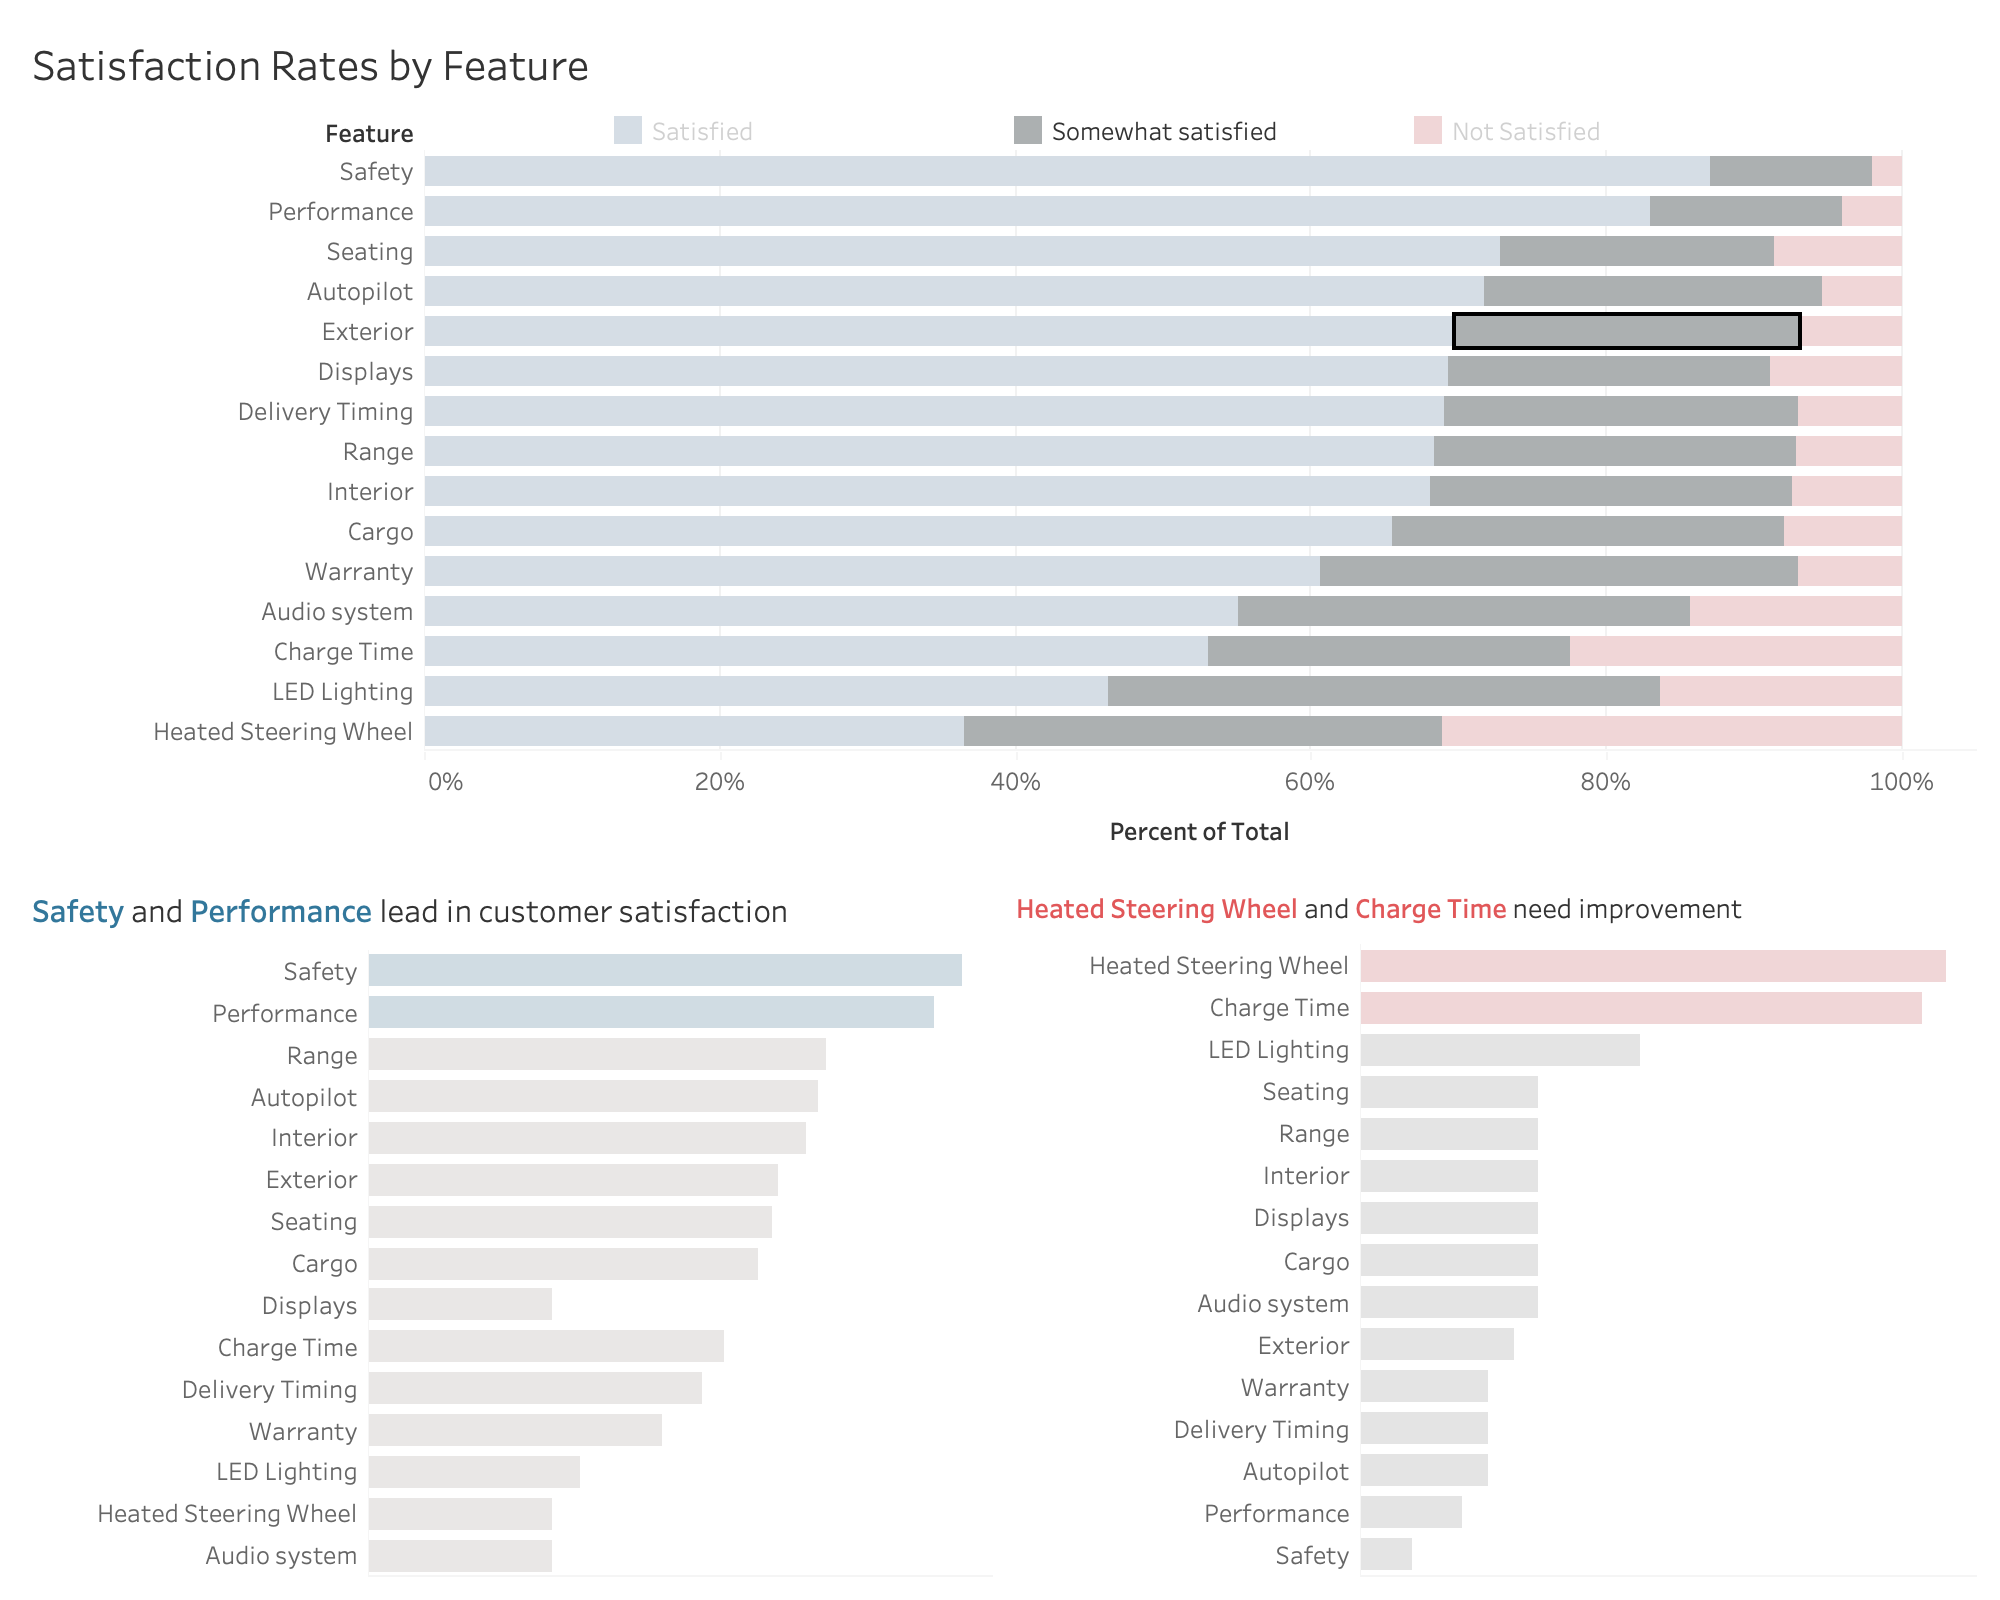 Satisfaction Rates by Feature
Feature
Satisfied
Somewhat satisfied
Not Satisfied
Safety
Performance
Seating
Autopilot
Exterior
Displays
Delivery Timing
Range
Interior
Cargo
Warranty
Audio system
Charge Time
LED Lighting
Heated Steering Wheel
0%
20%
40%
60%
80%
100%
Percent of Total
Safety and Performance lead in customer satisfaction
Safety
Performance
Range
Autopilot
Interior
Exterior
Seating
Cargo
Displays
Charge Time
Delivery Timing
Warranty
LED Lighting
Heated Steering Wheel
Audio system
Heated Steering Wheel and Charge Time need improvement
Heated Steering Wheel
Charge Time
LED Lighting
Seating
Range
Interior
Displays
Cargo
Audio system
Exterior
Warranty
Delivery Timing
Autopilot
Performance
Safety